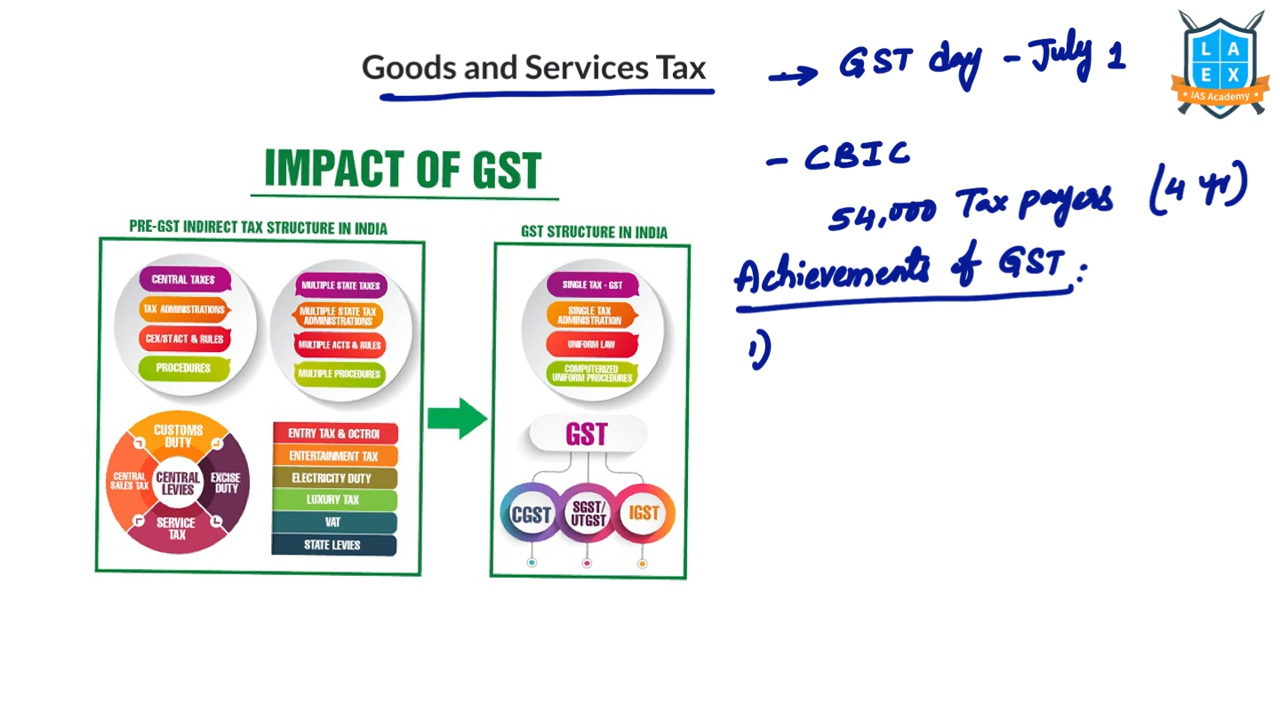 Goods and Services Tax
→ GST day - July 1
L A
E X
IAS Academy
- CBIC
54,000 Tax payers (4 yr)
Achievements of GST:
1)
IMPACT OF GST
PRE-GST INDIRECT TAX STRUCTURE IN INDIA
CENTRAL TAXES
TAX ADMINISTRATIONS
CEX/STACT & RULES
PROCEDURES
MULTIPLE STATE TAXES
MULTIPLE STATE TAX
ADMINISTRATIONS
MULTIPLE ACTS & RULES
MULTIPLE PROCEDURES
CUSTOMS
DUTY
CENTRAL
SALES TAX
CENTRAL
LEVIES
EXCISE
DUTY
SERVICE
TAX
ENTRY TAX & OCTROI
ENTERTAINMENT TAX
ELECTRICITY DUTY
LUXURY TAX
VAT
STATE LEVIES
GST STRUCTURE IN INDIA
SINGLE TAX - GST
SINGLE TAX
ADMINISTRATION
UNIFORM LAW
COMPUTERIZED
UNIFORM PROCEDURES
GST
CGST
SGST/
UTGST
IGST